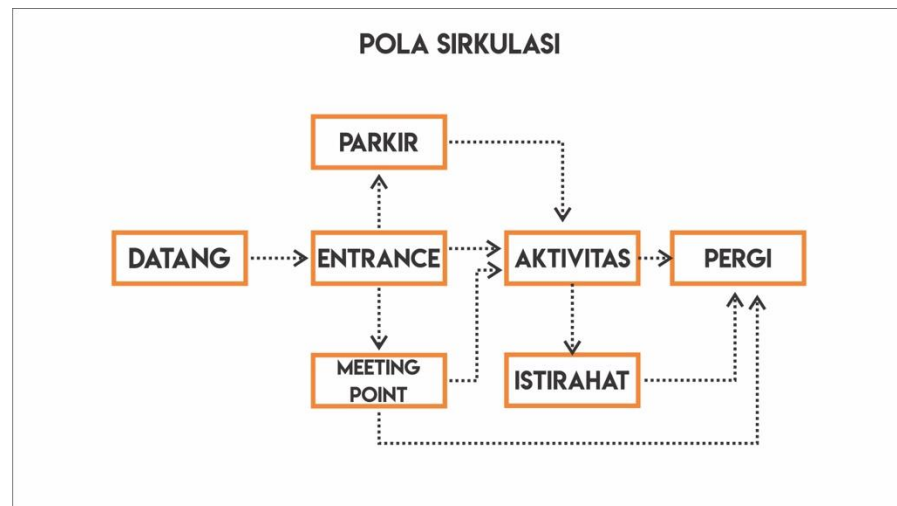 POLA SIRKULASI
PARKIR
DATANG
ENTRANCE
AKTIVITAS
PERGI
MEETING
POINT
ISTIRAHAT